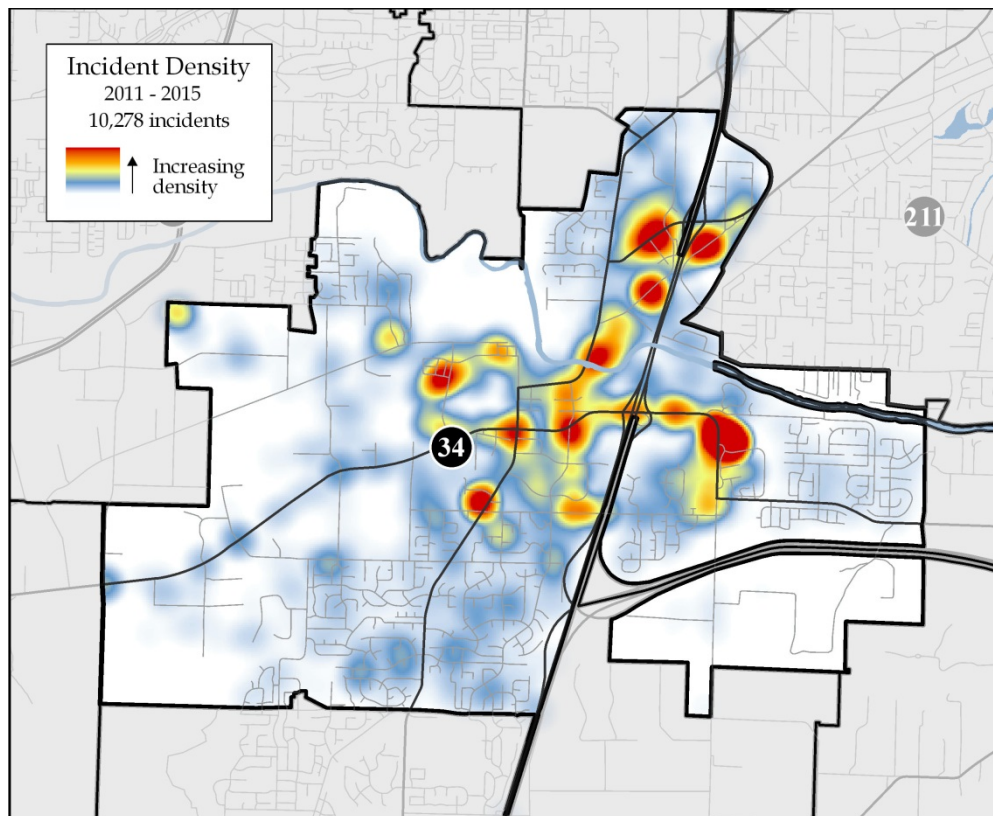 Incident Density
2011 - 2015
10,278 incidents
Increasing
density
211
34